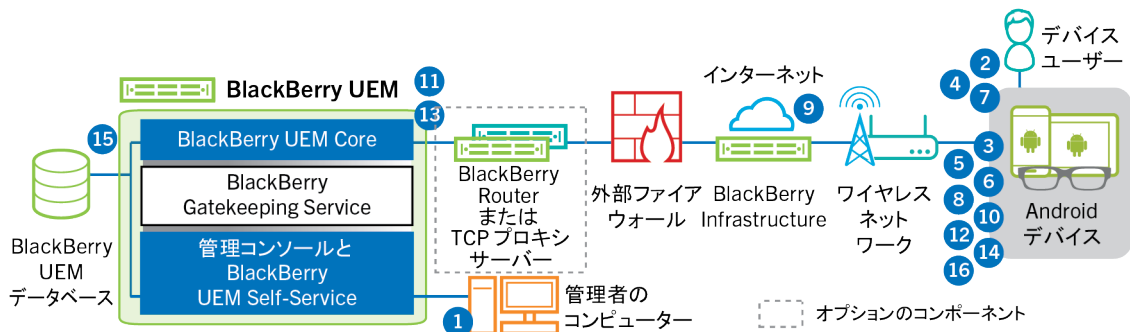 BlackBerry UEM
11
13
15
BlackBerry UEM Core
BlackBerry
Gatekeeping Service
管理コンソールと
BlackBerry
UEM Self-Service
BlackBerry
UEM
データベース
BlackBerry
Router
または
TCP プロキシ
サーバー
1
管理者の
コンピューター
外部ファイア
ウォール
インターネット
9
BlackBerry
Infrastructure
ワイヤレス
ネット
ワーク
デバイス
ユーザー
2
4
7
3
5
6
8
10
12
14
16
Android
デバイス
オプションのコンポーネント